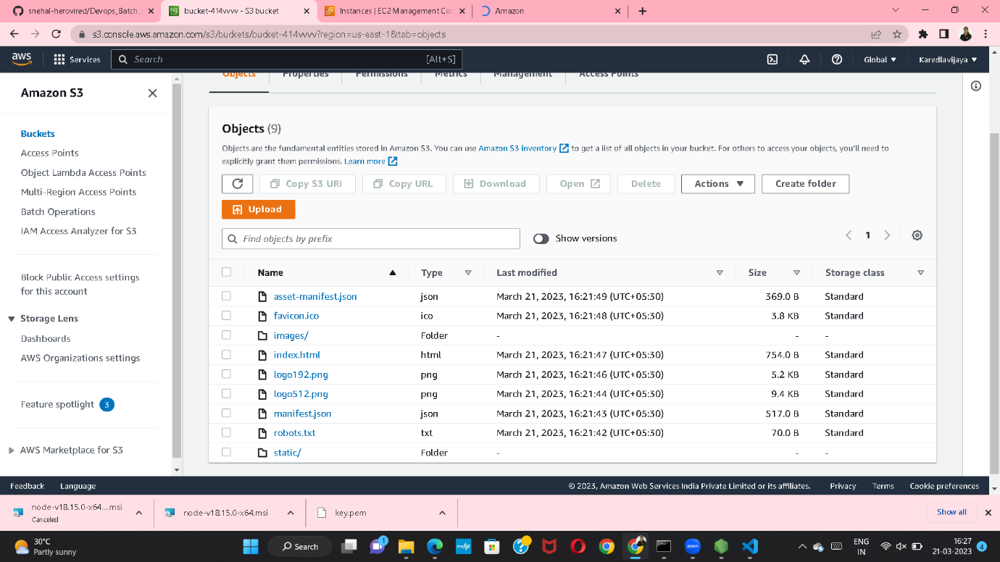 snehal-herovired/Devops_Batch_
bucket-414vvvv - S3 bucket
Instances | EC2 Management Con
Amazon
s3.console.aws.amazon.com/s3/buckets/bucket-414vvvv?region=us-east-1&tab=objects
aws
Services
Search
[Alt+S]
Global
Karedlavijaya
Amazon S3
Buckets
Access Points
Object Lambda Access Points
Multi-Region Access Points
Batch Operations
IAM Access Analyzer for S3
Block Public Access settings
for this account
Storage Lens
Dashboards
AWS Organizations settings
Feature spotlight 3
AWS Marketplace for S3
Objects Properties Permissions Metrics Management Access Points
Objects (9)
Objects are the fundamental entities stored in Amazon S3. You can use Amazon S3 inventory to get a list of all objects in your bucket. For others to access your objects, you'll need to
explicitly grant them permissions. Learn more
Copy S3 URI Copy URL Download Open Delete Actions Create folder
Upload
Find objects by prefix Show versions 1
Name Type Last modified Size Storage class
asset-manifest.json json March 21, 2023, 16:21:49 (UTC+05:30) 369.0 B Standard
favicon.ico ico March 21, 2023, 16:21:48 (UTC+05:30) 3.8 KB Standard
images/ Folder - - -
index.html html March 21, 2023, 16:21:47 (UTC+05:30) 754.0 B Standard
logo192.png png March 21, 2023, 16:21:46 (UTC+05:30) 5.2 KB Standard
logo512.png png March 21, 2023, 16:21:44 (UTC+05:30) 9.4 KB Standard
manifest.json json March 21, 2023, 16:21:43 (UTC+05:30) 517.0 B Standard
robots.txt txt March 21, 2023, 16:21:42 (UTC+05:30) 70.0 B Standard
static/ Folder - - -
Feedback Language © 2023, Amazon Web Services India Private Limited or its affiliates. Privacy Terms Cookie preferences
node-v18.15.0-x64....msi
Canceled
node-v18.15.0-x64.msi
key.pem
Show all
30°C
Partly sunny
Search
1
hp
zoom
ENG
IN
16:27
21-03-2023
4